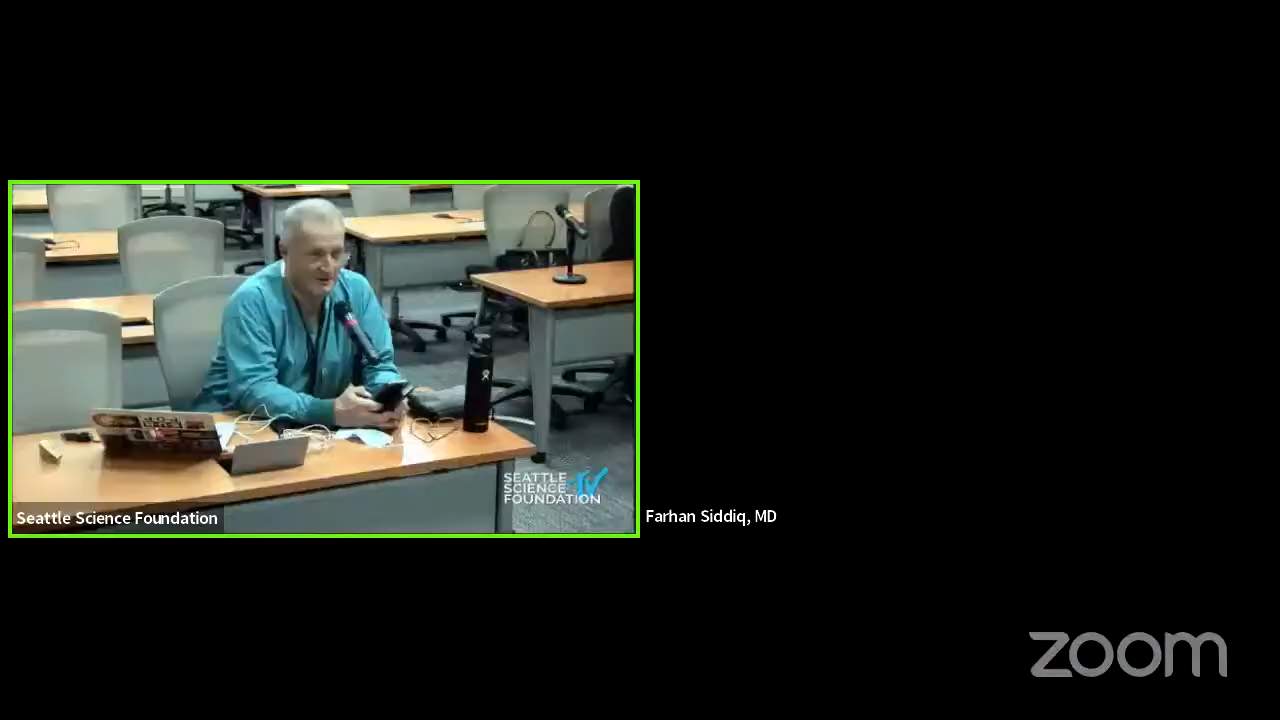 SEATTLE
SCIENCE TV
FOUNDATION
Seattle Science Foundation
Farhan Siddiq, MD
zoom